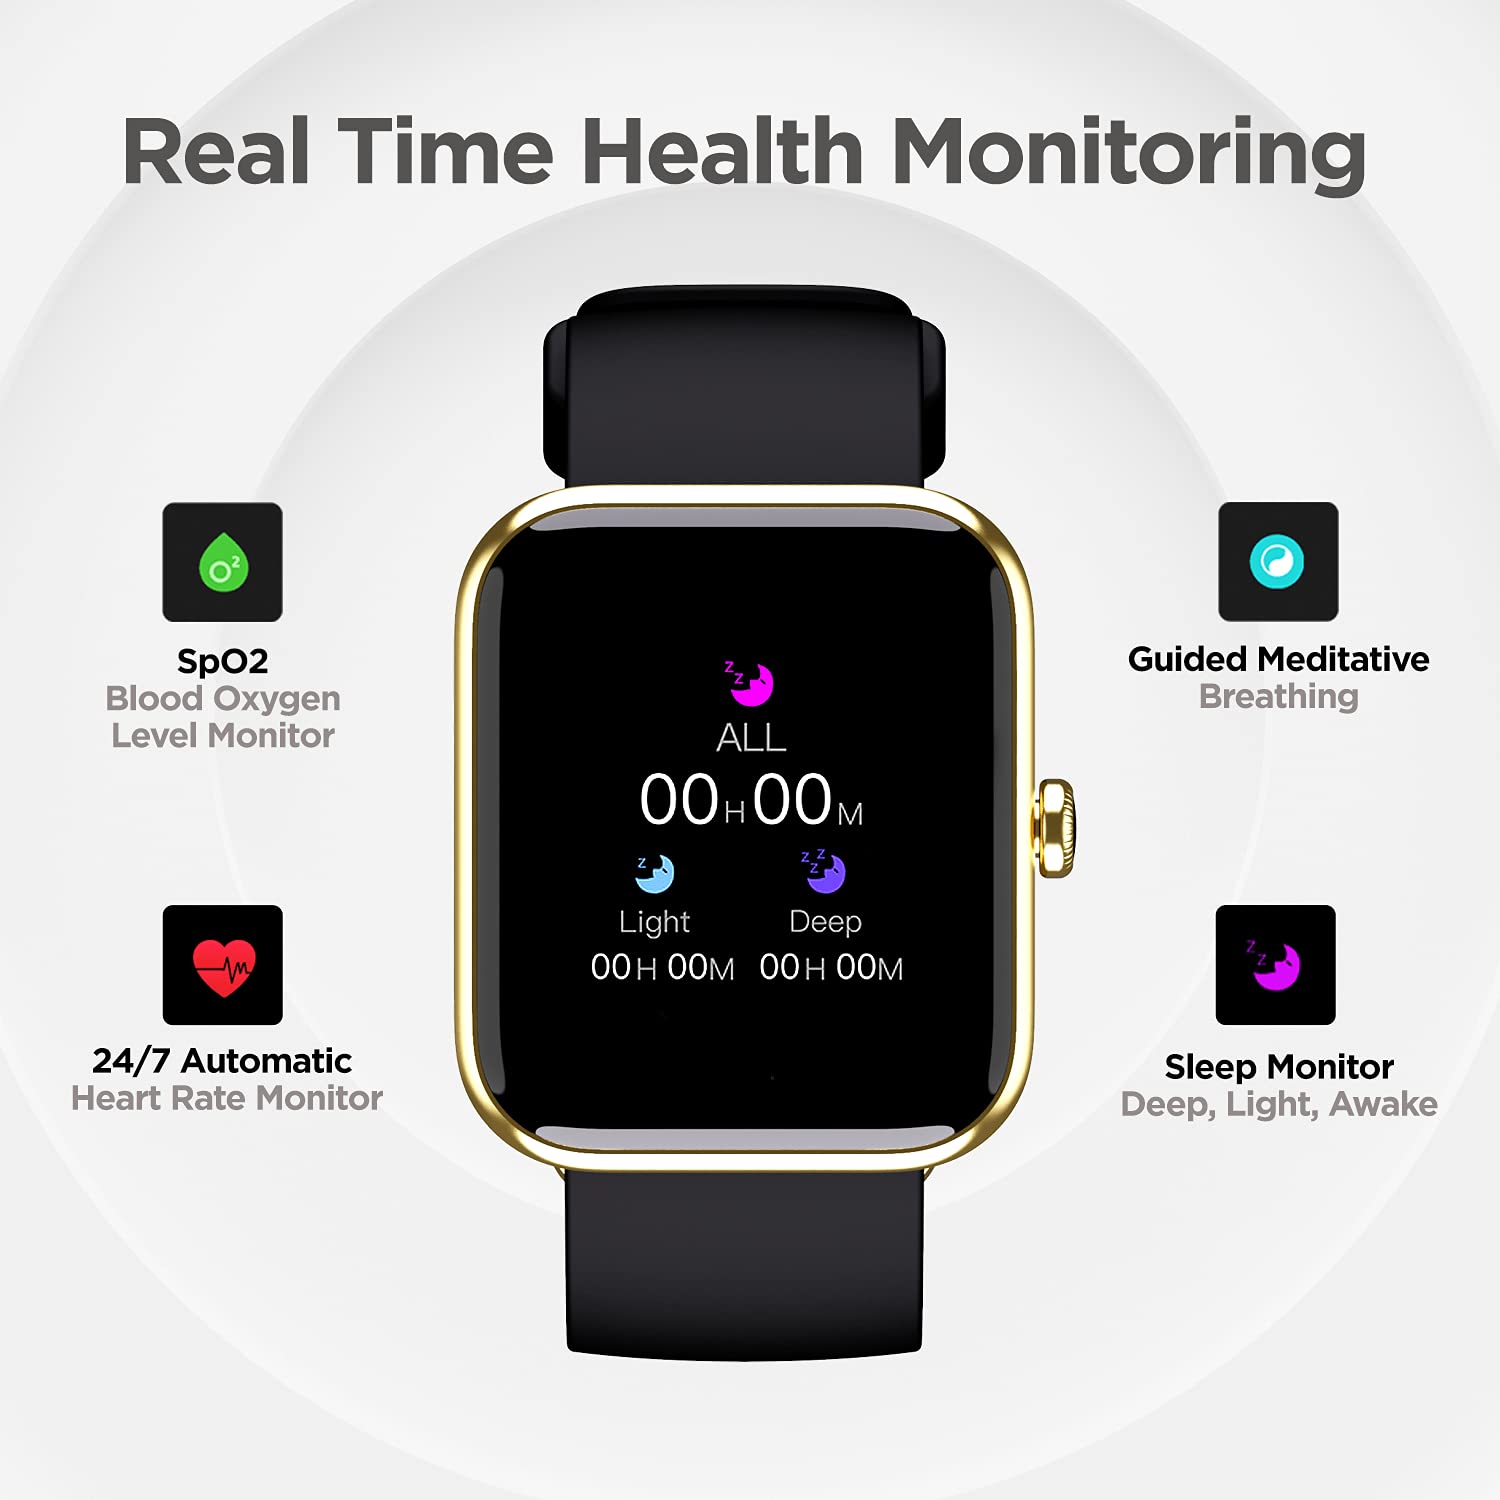 Real Time Health Monitoring
O²
SpO2
Blood Oxygen
Level Monitor
Guided Meditative
Breathing
z
z
ALL
00H00M
z
z z
z
Light Deep
00H 00M 00H 00M
24/7 Automatic
Heart Rate Monitor
z
z
Sleep Monitor
Deep, Light, Awake